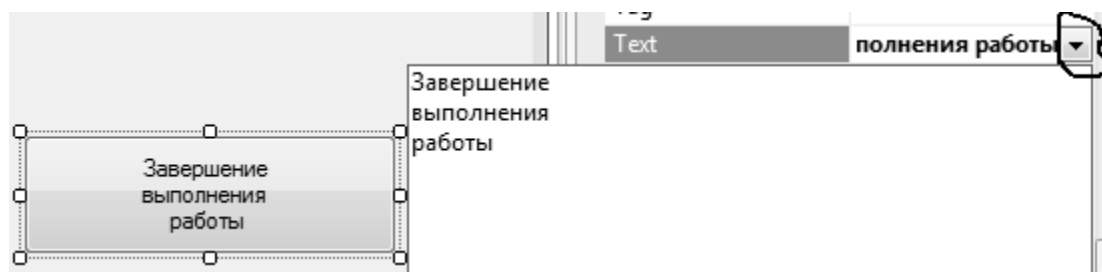 Text полнения работы
Завершение
выполнения
работы
Завершение
выполнения
работы